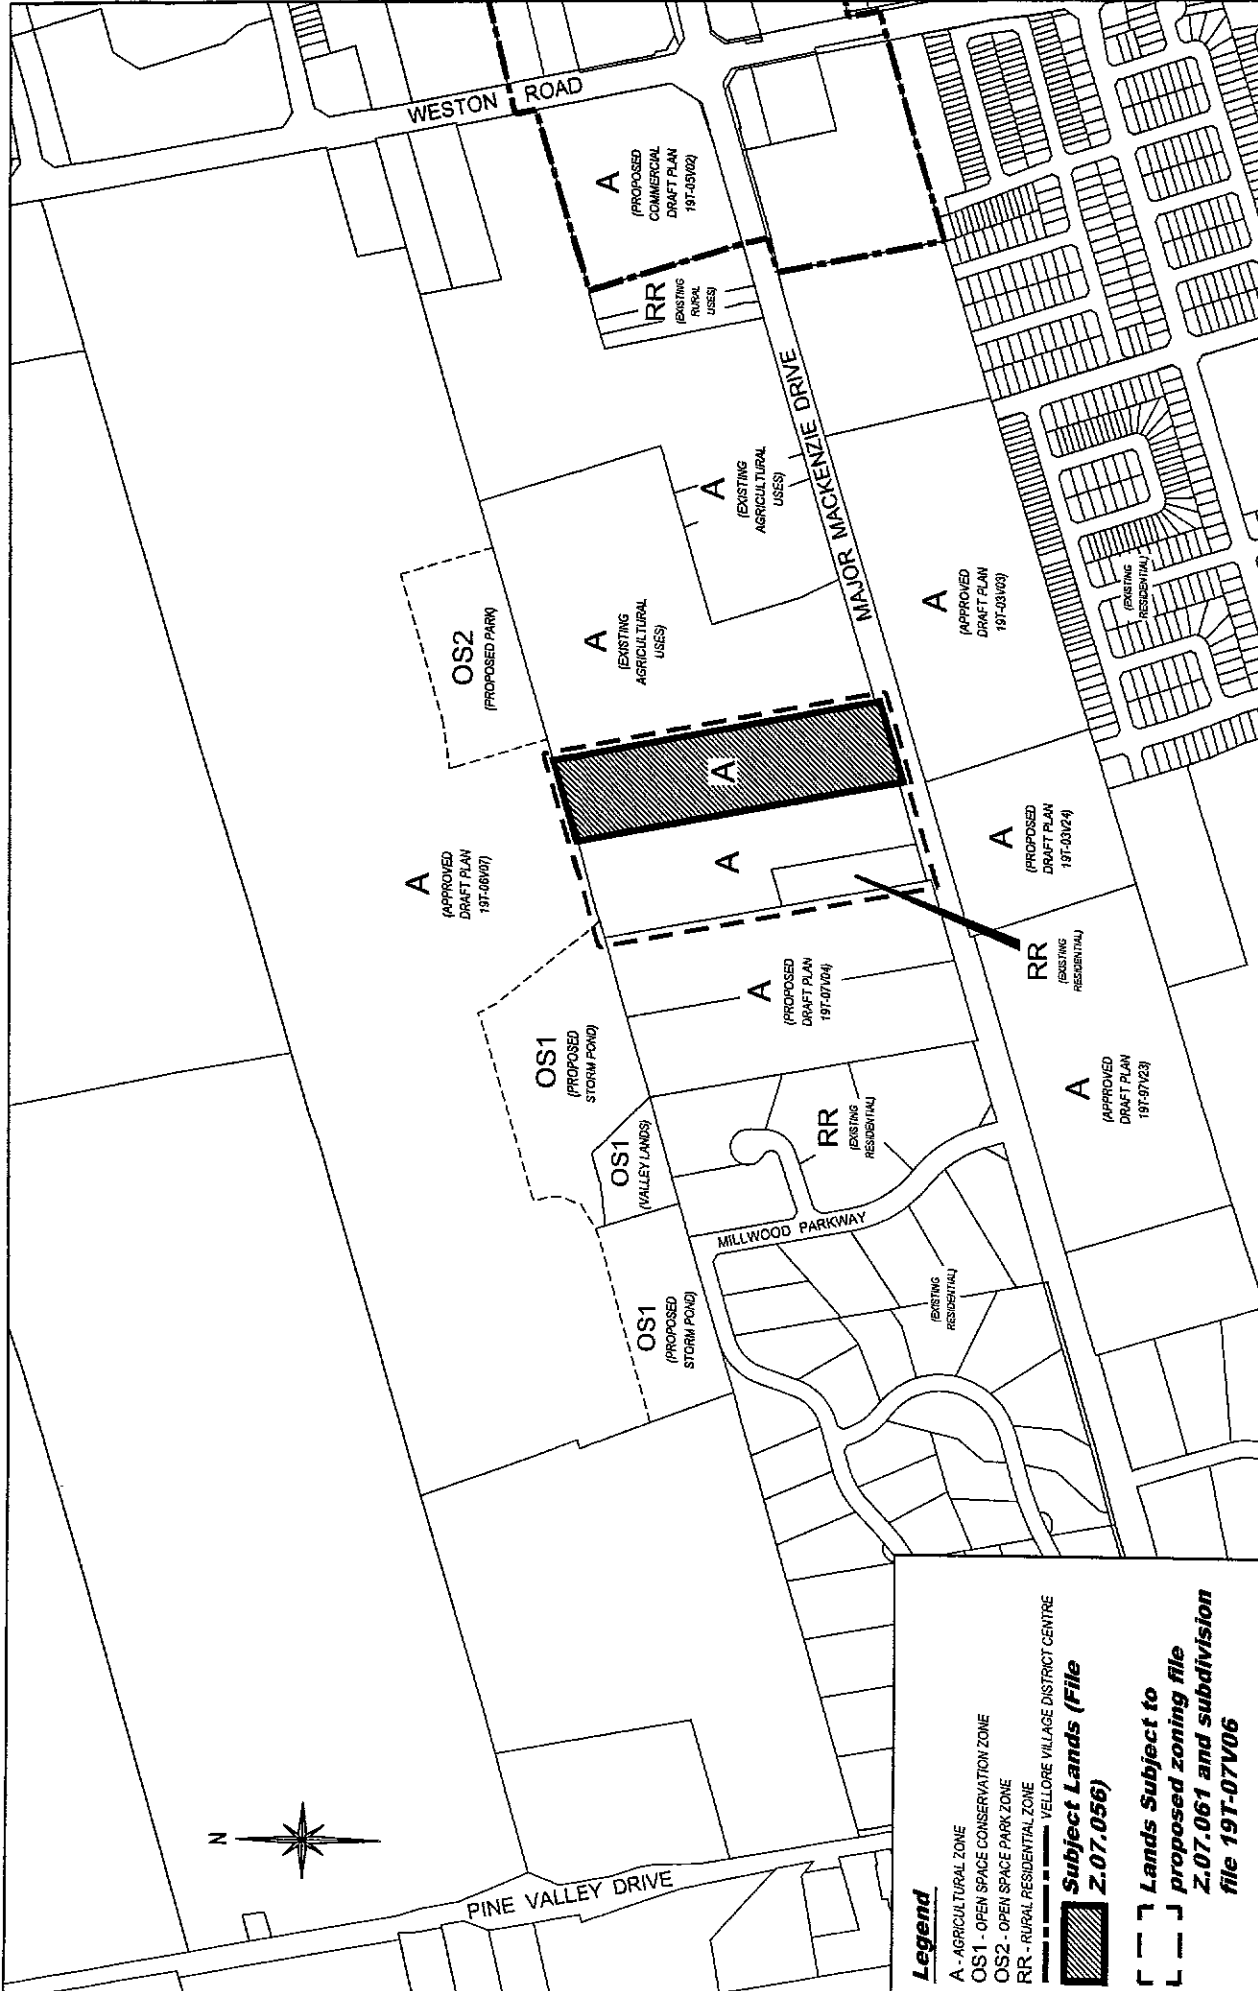 WESTON ROAD
A
(PROPOSED
COMMERCIAL
DRAFT PLAN
19T-05V02)
RR
(EXISTING
RURAL
USES)
MAJOR MACKENZIE DRIVE
A
(EXISTING
AGRICULTURAL
USES)
A
(EXISTING
AGRICULTURAL
USES)
OS2
(PROPOSED PARK)
A
(APPROVED
DRAFT PLAN
19T-03V03)
(EXISTING
RESIDENTIAL)
A
A
A
(APPROVED
DRAFT PLAN
19T-06V07)
A
(PROPOSED
DRAFT PLAN
19T-03V24)
RR
(EXISTING
RESIDENTIAL)
A
(PROPOSED
DRAFT PLAN
19T-07V04)
OS1
(PROPOSED
STORM POND)
OS1
(VALLEY LANDS)
OS1
(PROPOSED
STORM POND)
RR
(EXISTING
RESIDENTIAL)
MILLWOOD PARKWAY
(EXISTING
RESIDENTIAL)
A
(APPROVED
DRAFT PLAN
19T-97V23)
N
PINE VALLEY DRIVE
Legend
A - AGRICULTURAL ZONE
OS1 - OPEN SPACE CONSERVATION ZONE
OS2 - OPEN SPACE PARK ZONE
RR - RURAL RESIDENTIAL ZONE
VELLORE VILLAGE DISTRICT CENTRE
Subject Lands (File
Z.07.056)
Lands Subject to
proposed zoning file
Z.07.061 and subdivision
file 19T-07V06